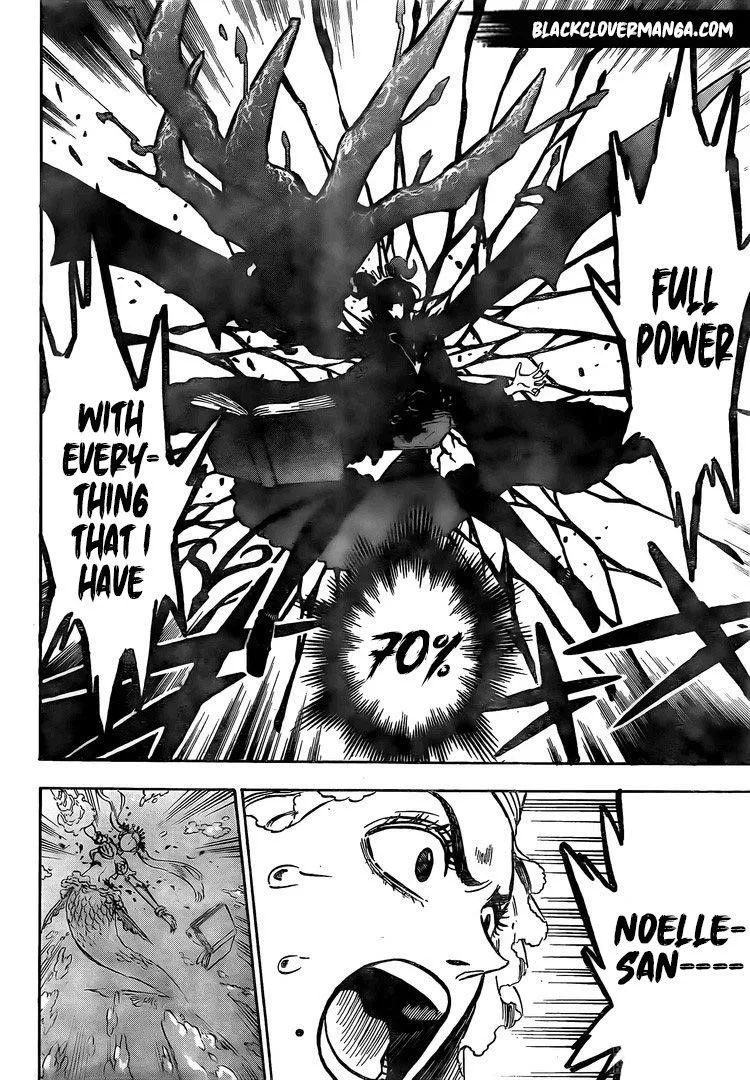 BLACKCLOVERMANGA.COM
FULL
POWER
WITH
EVERY-
THING
THAT I
HAVE
70%
NOELLE-
SAN----